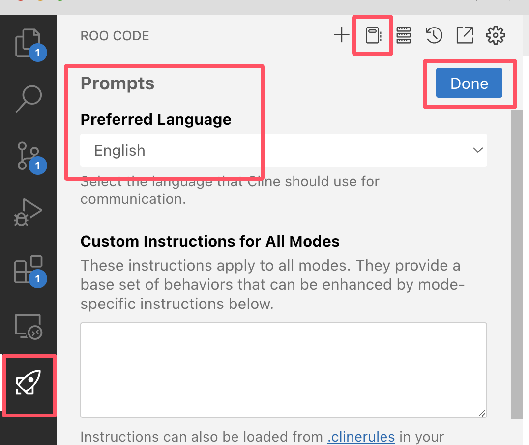 ROO CODE
1
Prompts
Done
Preferred Language
English
Select the language that Cline should use for
communication.
1
Custom Instructions for All Modes
These instructions apply to all modes. They provide a
base set of behaviors that can be enhanced by mode-
specific instructions below.
1
Instructions can also be loaded from .clinerules in your